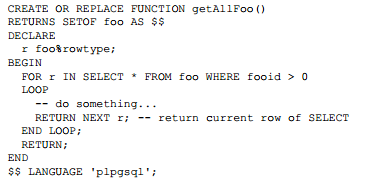 CREATE OR REPLACE FUNCTION getAllFoo()
RETURNS SETOF foo AS $$
DECLARE
  r foo%rowtype;
BEGIN
  FOR r IN SELECT * FROM foo WHERE fooid > 0
  LOOP
    -- do something...
    RETURN NEXT r; -- return current row of SELECT
  END LOOP;
  RETURN;
END
$$ LANGUAGE 'plpgsql';